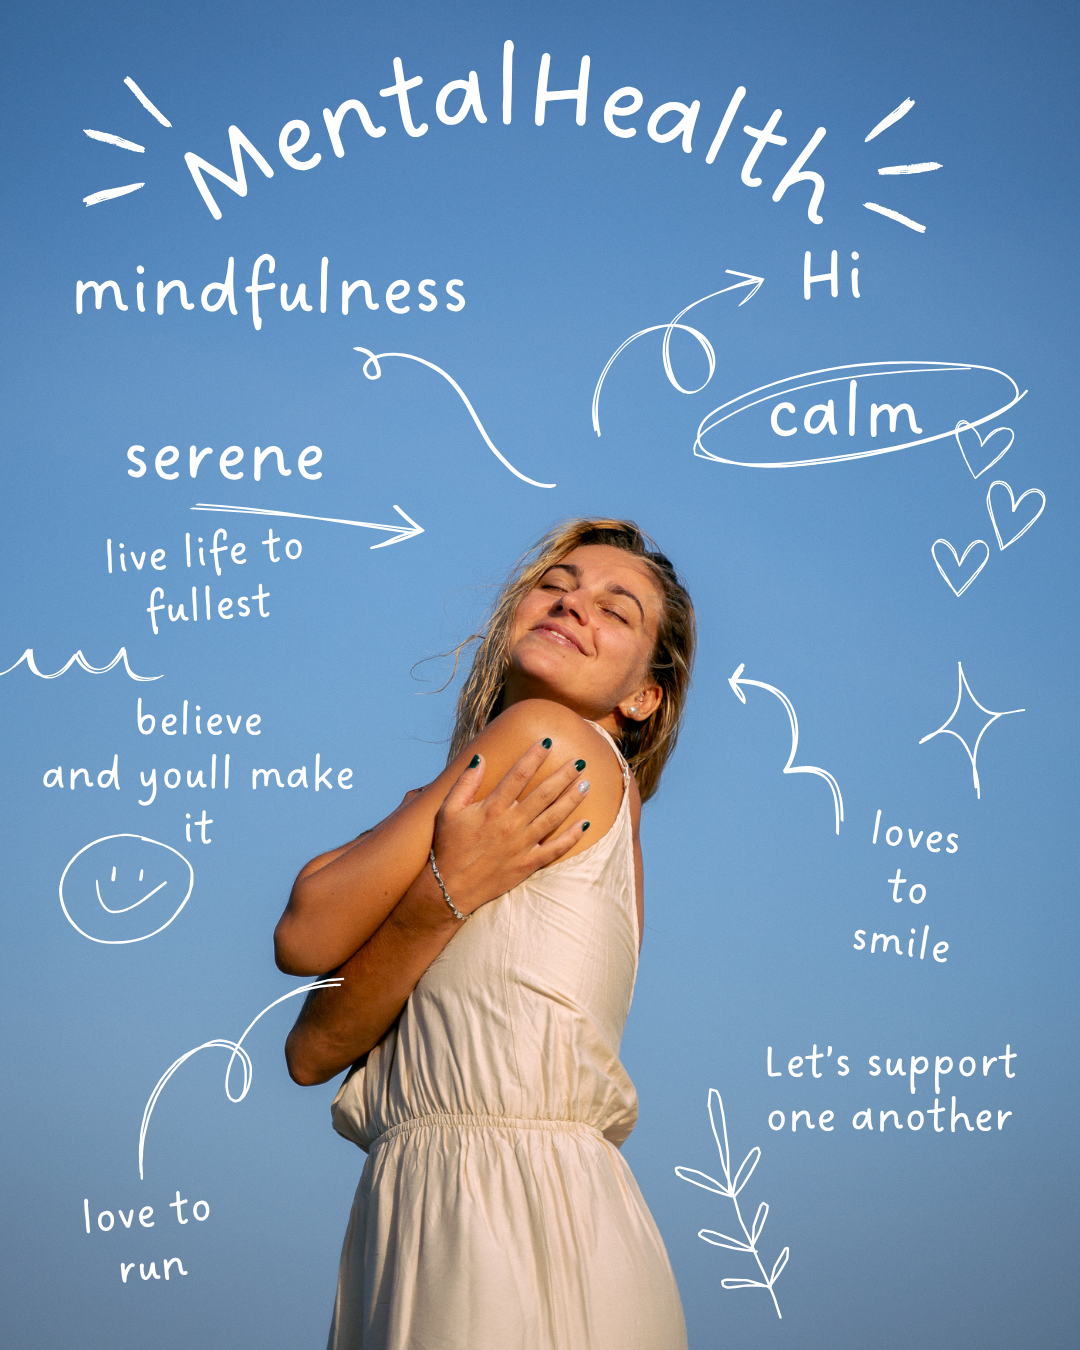 MentalHealth
mindfulness
Hi
calm
serene
live life to
fullest
believe
and youll make
it
loves
to
smile
Let's support
one another
love to
run